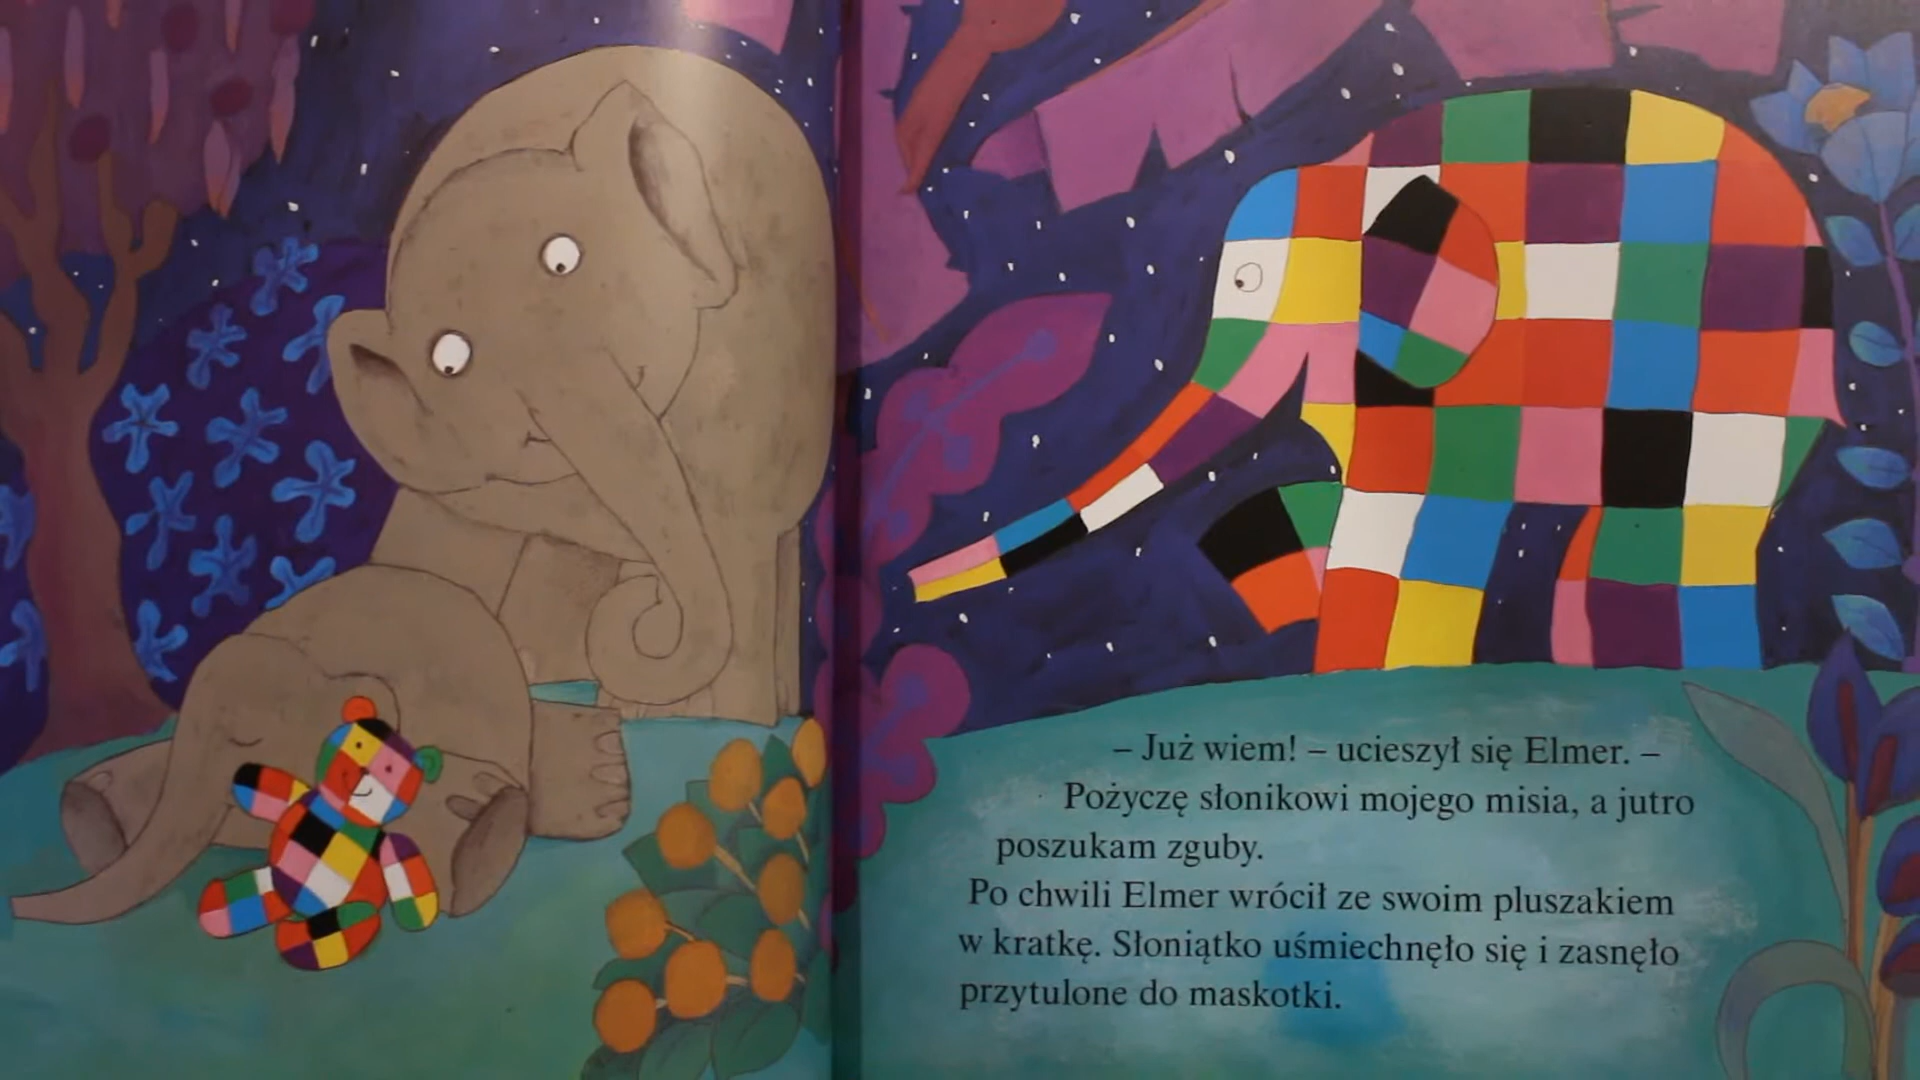 – Już wiem! – ucieszył się Elmer. –
Pożyczę słonikowi mojego misia, a jutro
poszukam zguby.
Po chwili Elmer wrócił ze swoim pluszakiem
w kratkę. Słoniątko uśmiechnęło się i zasnęło
przytulone do maskotki.